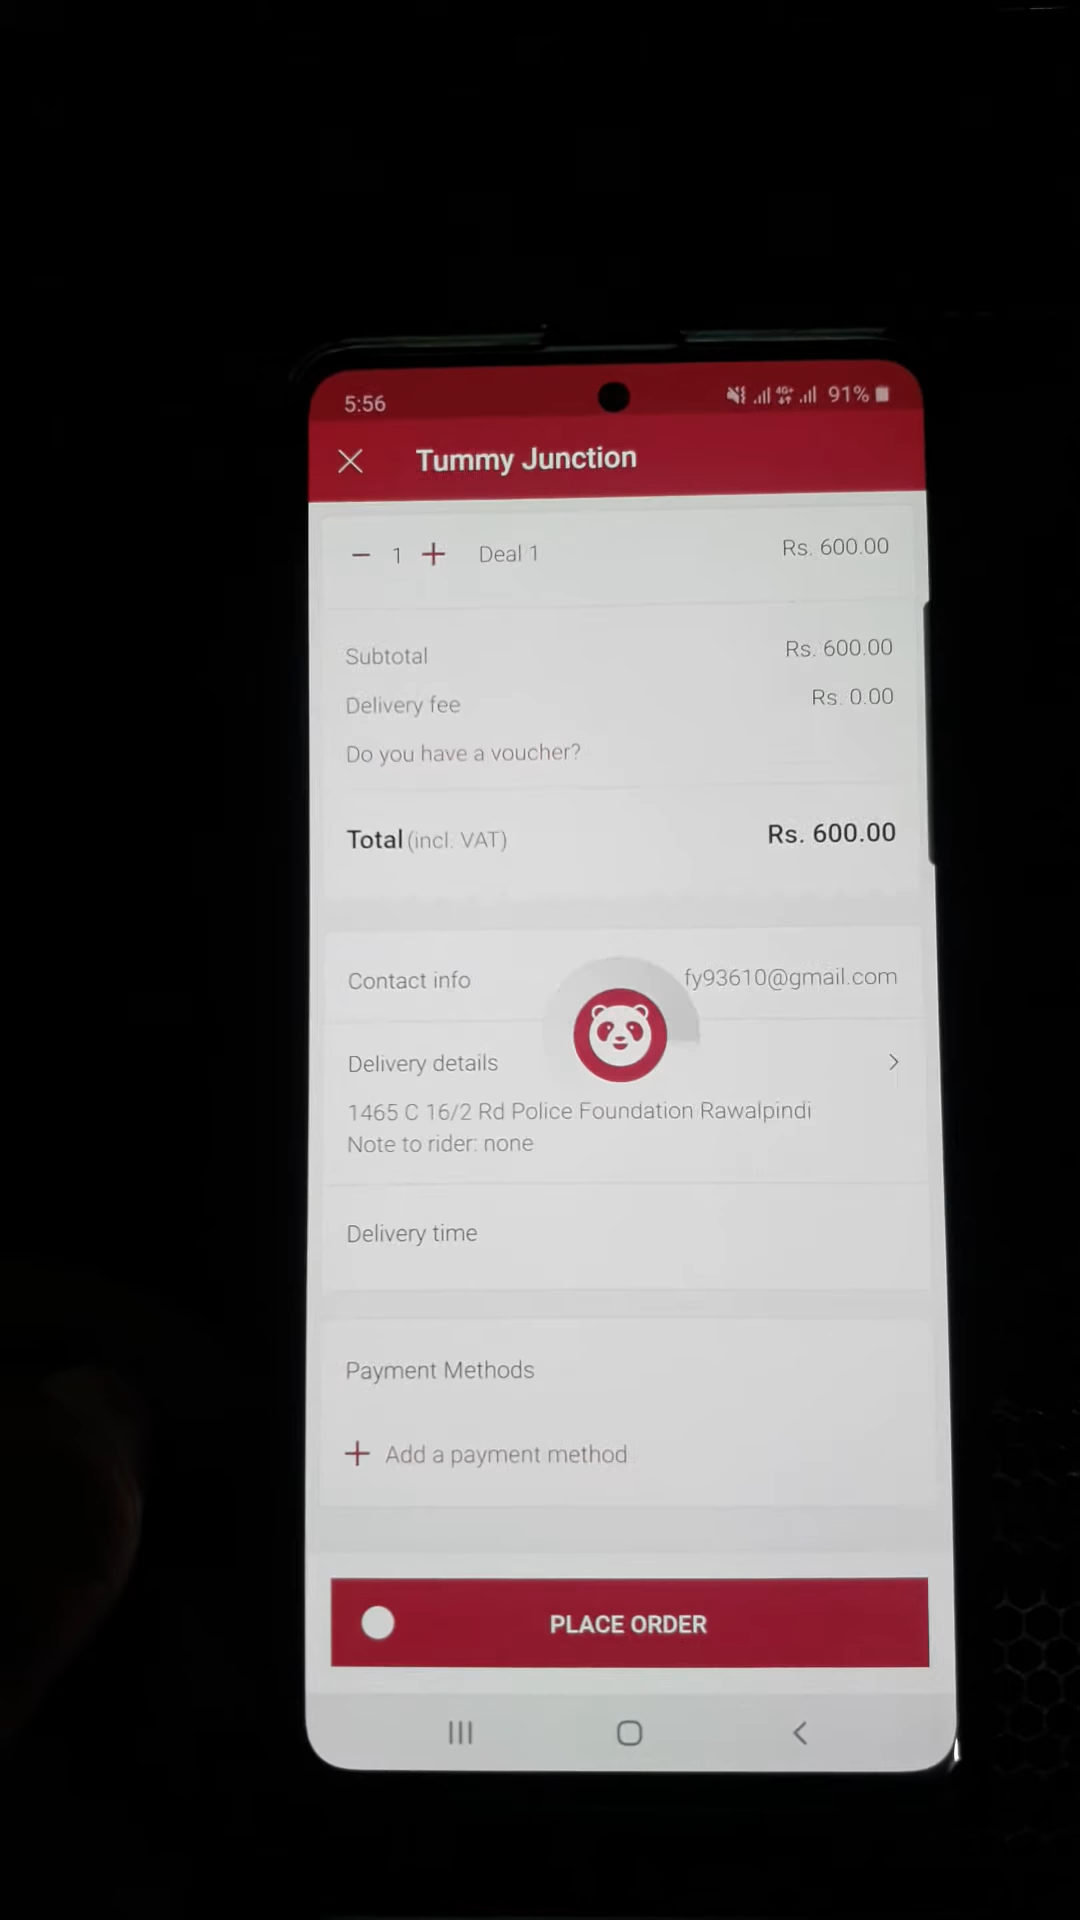 5:56
4G+ 91%
Tummy Junction
1 Deal 1 Rs. 600.00
Subtotal Rs. 600.00
Delivery fee Rs. 0.00
Do you have a voucher?
Total (incl. VAT) Rs. 600.00
Contact info fy93610@gmail.com
Delivery details
1465 C 16/2 Rd Police Foundation Rawalpindi
Note to rider: none
Delivery time
Payment Methods
Add a payment method
PLACE ORDER